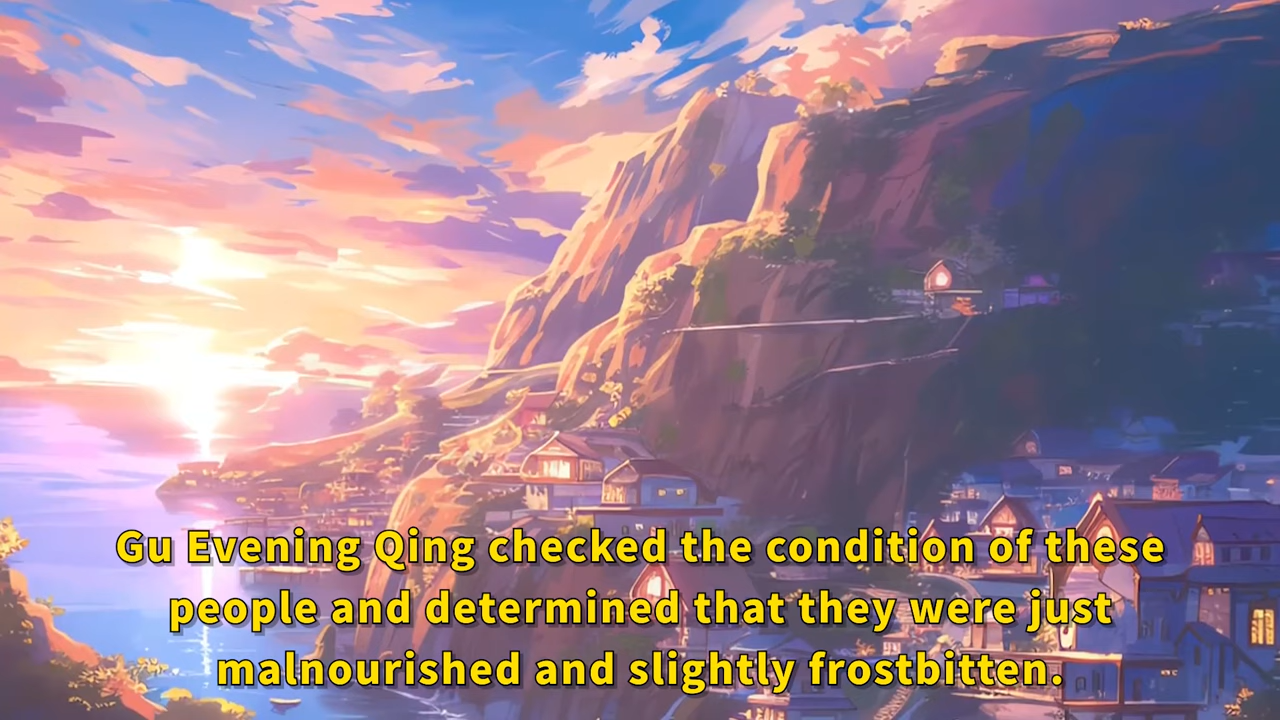 Gu Evening Qing checked the condition of these
people and determined that they were just
malnourished and slightly frostbitten.